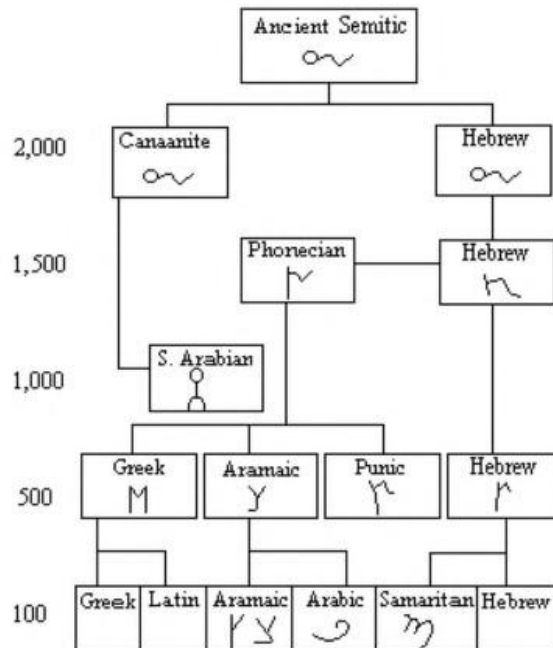 Ancient Semitic
2,000
Canaanite
Hebrew
1,500
Phonecian
Hebrew
S. Arabian
1,000
Greek
Aramaic
Punic
Hebrew
500
Greek
Latin
Aramaic
Arabic
Samaritan
Hebrew
100